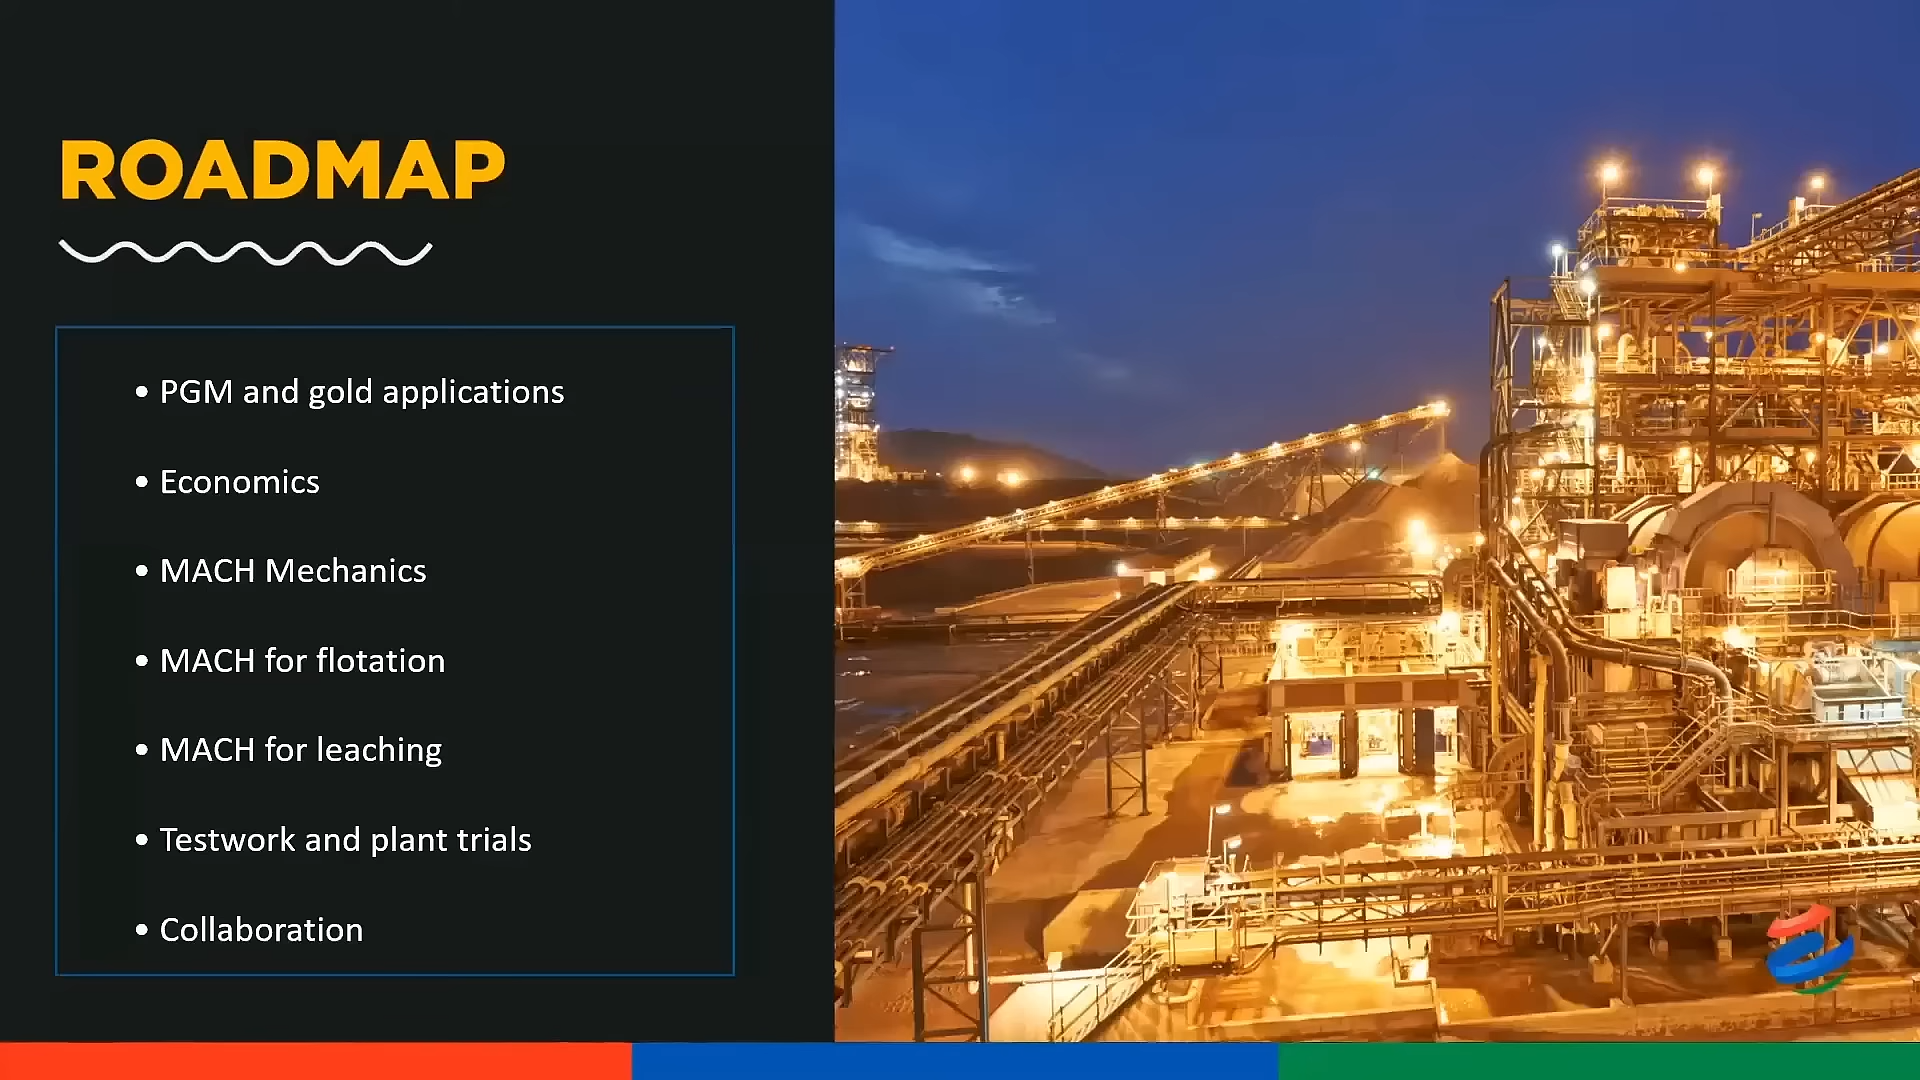 ROADMAP
• PGM and gold applications
• Economics
• MACH Mechanics
• MACH for flotation
• MACH for leaching
• Testwork and plant trials
• Collaboration